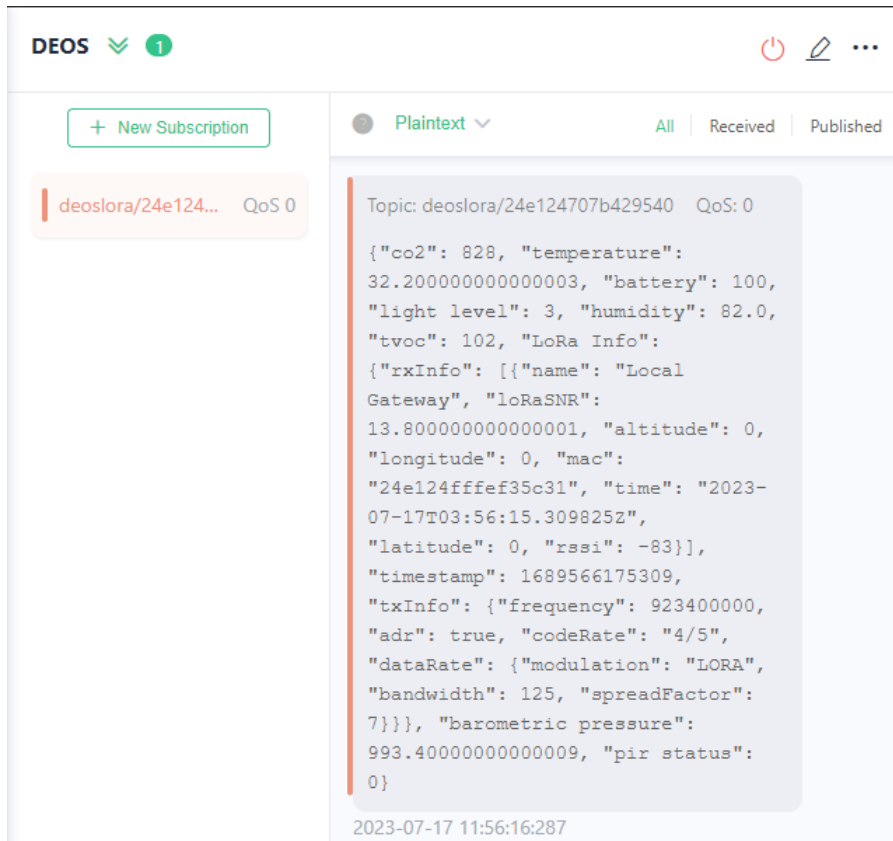 DEOS 1
+ New Subscription
Plaintext
All Received Published
deoslora/24e124... QoS 0
Topic: deoslora/24e124707b429540 QoS: 0
{"co2": 828, "temperature":
32.200000000000003, "battery": 100,
"light level": 3, "humidity": 82.0,
"tvoc": 102, "LoRa Info":
{"rxInfo": [{"name": "Local
Gateway", "loRaSNR":
13.800000000000001, "altitude": 0,
"longitude": 0, "mac":
"24e124fffef35c31", "time": "2023-
07-17T03:56:15.309825Z",
"latitude": 0, "rssi": -83}],
"timestamp": 1689566175309,
"txInfo": {"frequency": 923400000,
"adr": true, "codeRate": "4/5",
"dataRate": {"modulation": "LORA",
"bandwidth": 125, "spreadFactor":
7}}}, "barometric pressure":
993.40000000000009, "pir status":
0}
2023-07-17 11:56:16:287